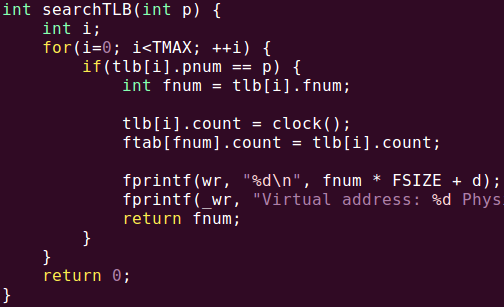 int searchTLB(int p) {
    int i;
    for(i=0; i<TMAX; ++i) {
        if(tlb[i].pnum == p) {
            int fnum = tlb[i].fnum;

            tlb[i].count = clock();
            ftab[fnum].count = tlb[i].count;

            fprintf(wr, "%d\n", fnum * FSIZE + d);
            fprintf(_wr, "Virtual address: %d Phys
            return fnum;
        }
    }
    return 0;
}